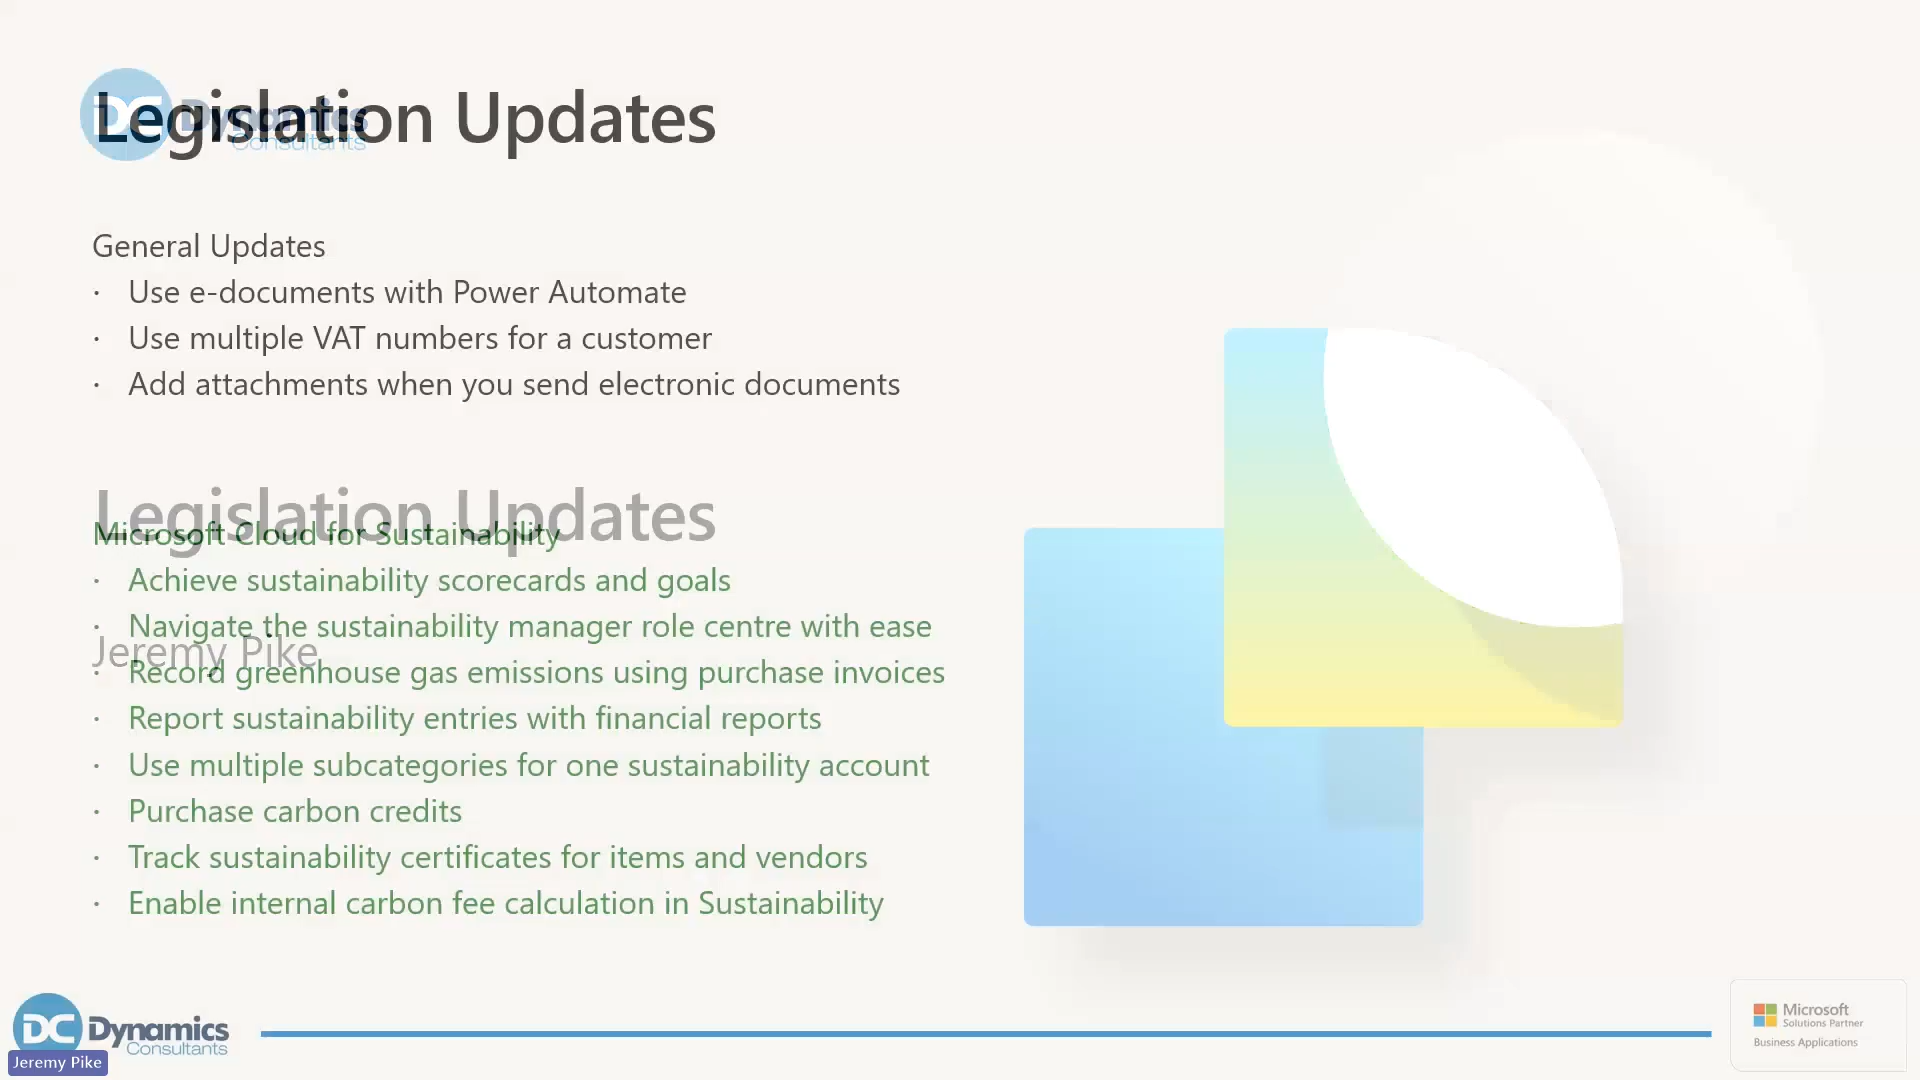 DC Dynamics
Consultants
Legislation Updates
General Updates
· Use e-documents with Power Automate
· Use multiple VAT numbers for a customer
· Add attachments when you send electronic documents
Legislation Updates
Microsoft Cloud for Sustainability
· Achieve sustainability scorecards and goals
· Navigate the sustainability manager role centre with ease
Jeremy Pike
· Record greenhouse gas emissions using purchase invoices
· Report sustainability entries with financial reports
· Use multiple subcategories for one sustainability account
· Purchase carbon credits
· Track sustainability certificates for items and vendors
· Enable internal carbon fee calculation in Sustainability
DC Dynamics
Consultants
Jeremy Pike
Microsoft
Solutions Partner
Business Applications